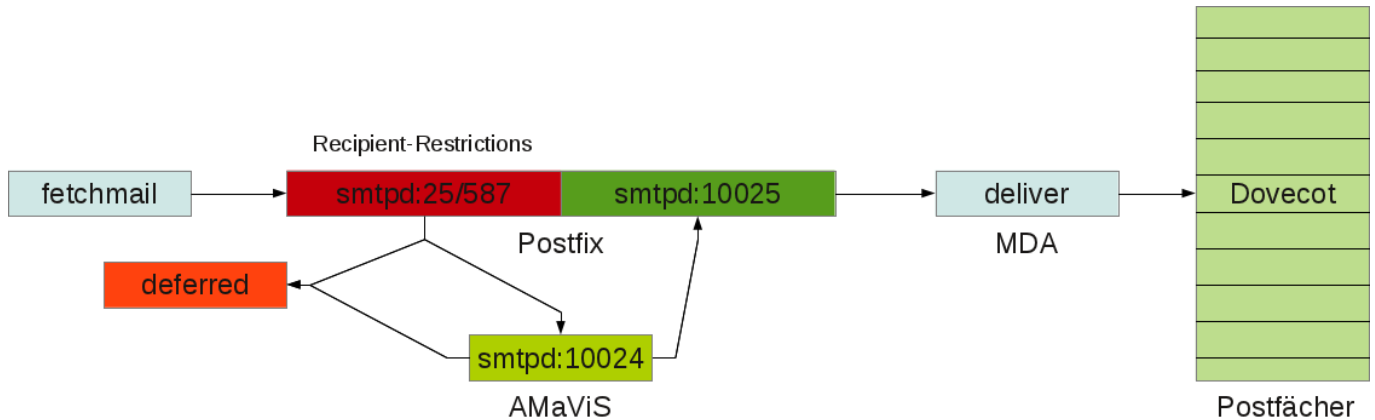 Recipient-Restrictions
fetchmail
smtpd:25/587
smtpd:10025
deliver
Dovecot
Postfix
MDA
deferred
smtpd:10024
AMaViS
Postfächer